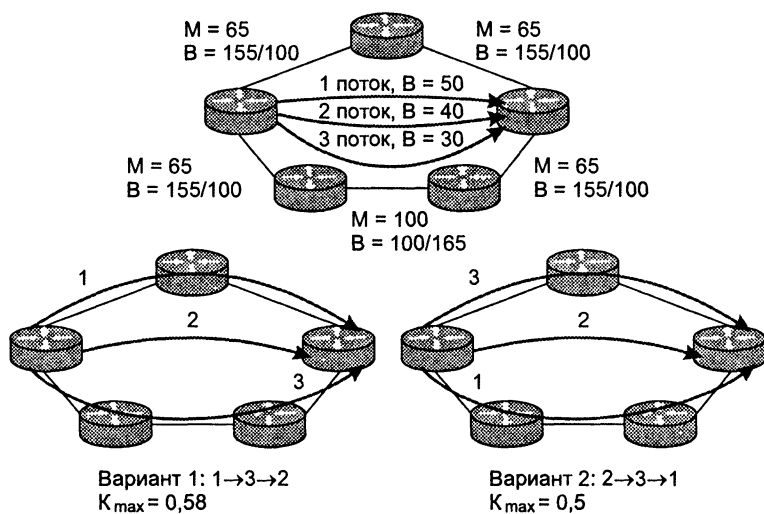 M = 65
B = 155/100
M = 65
B = 155/100
1 поток, B = 50
2 поток, B = 40
3 поток, B = 30
M = 65
B = 155/100
M = 65
B = 155/100
M = 100
B = 100/165
1
2
3
Вариант 1: 1→3→2
K max = 0,58
3
2
1
Вариант 2: 2→3→1
K max = 0,5